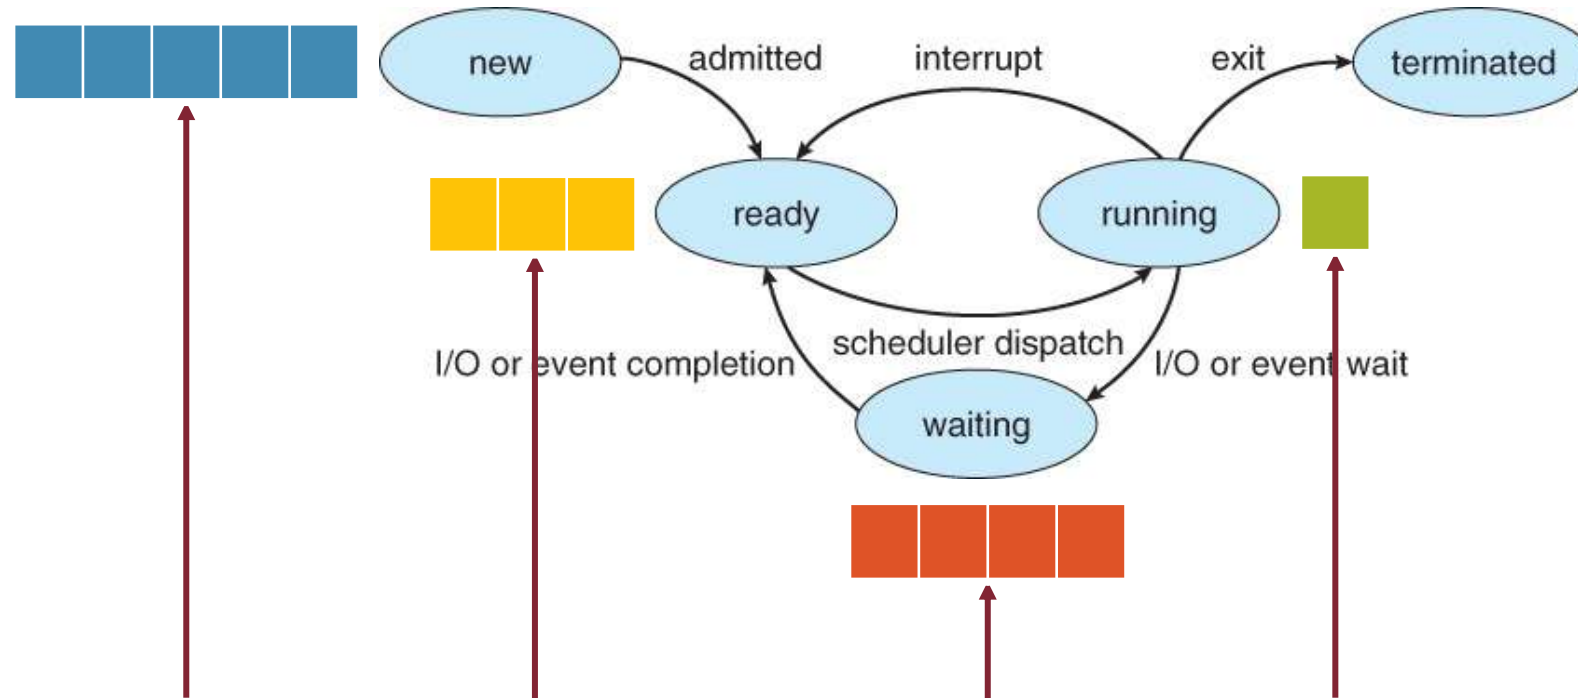 new
admitted
interrupt
exit
terminated
ready
running
scheduler dispatch
I/O or event completion
I/O or event wait
waiting